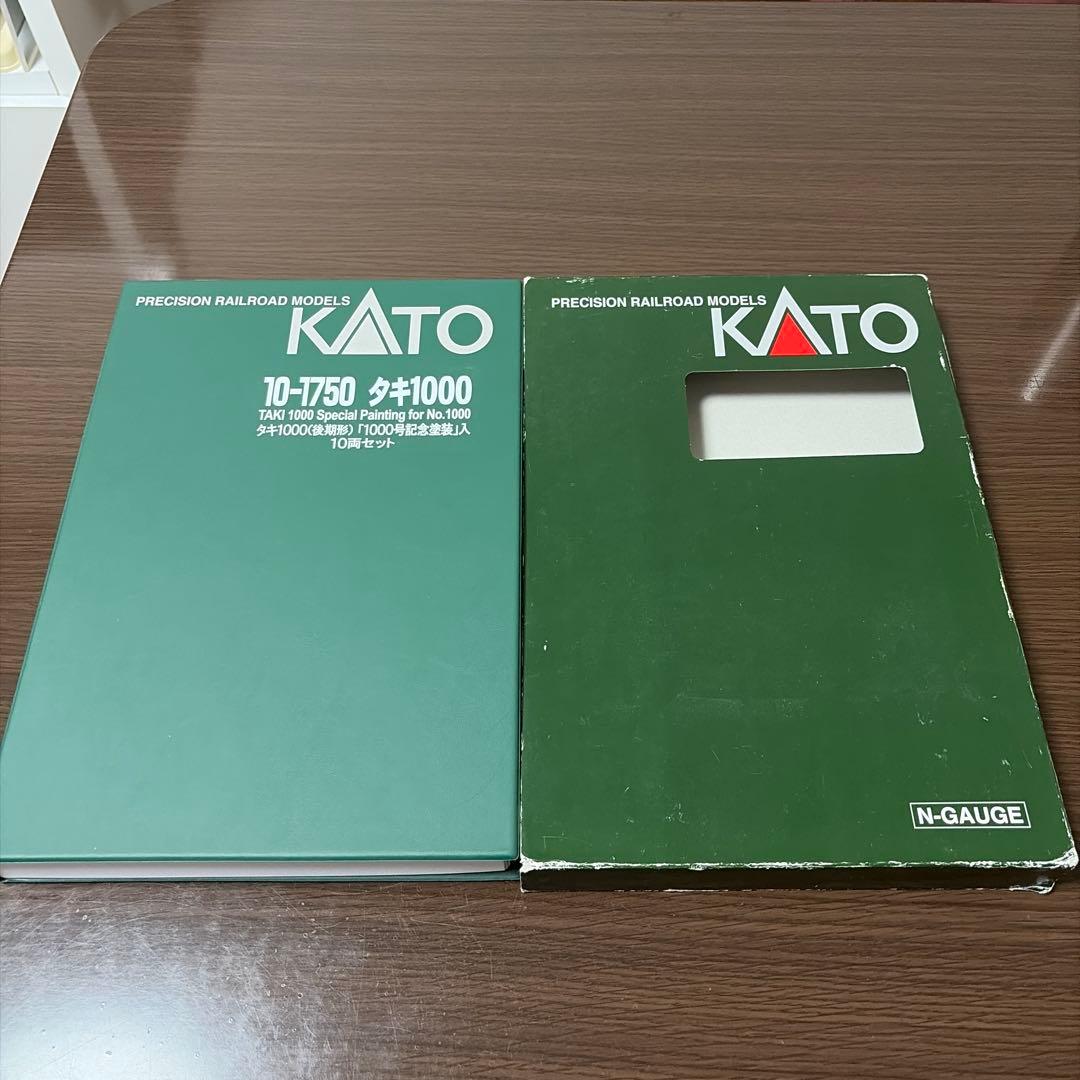 PRECISION RAILROAD MODELS
KATO
10-1750 タキ1000
TAKI 1000 Special Painting for No.1000
タキ1000(後期形)「1000号記念塗装」入
10両セット
PRECISION RAILROAD MODELS
KATO
N-GAUGE